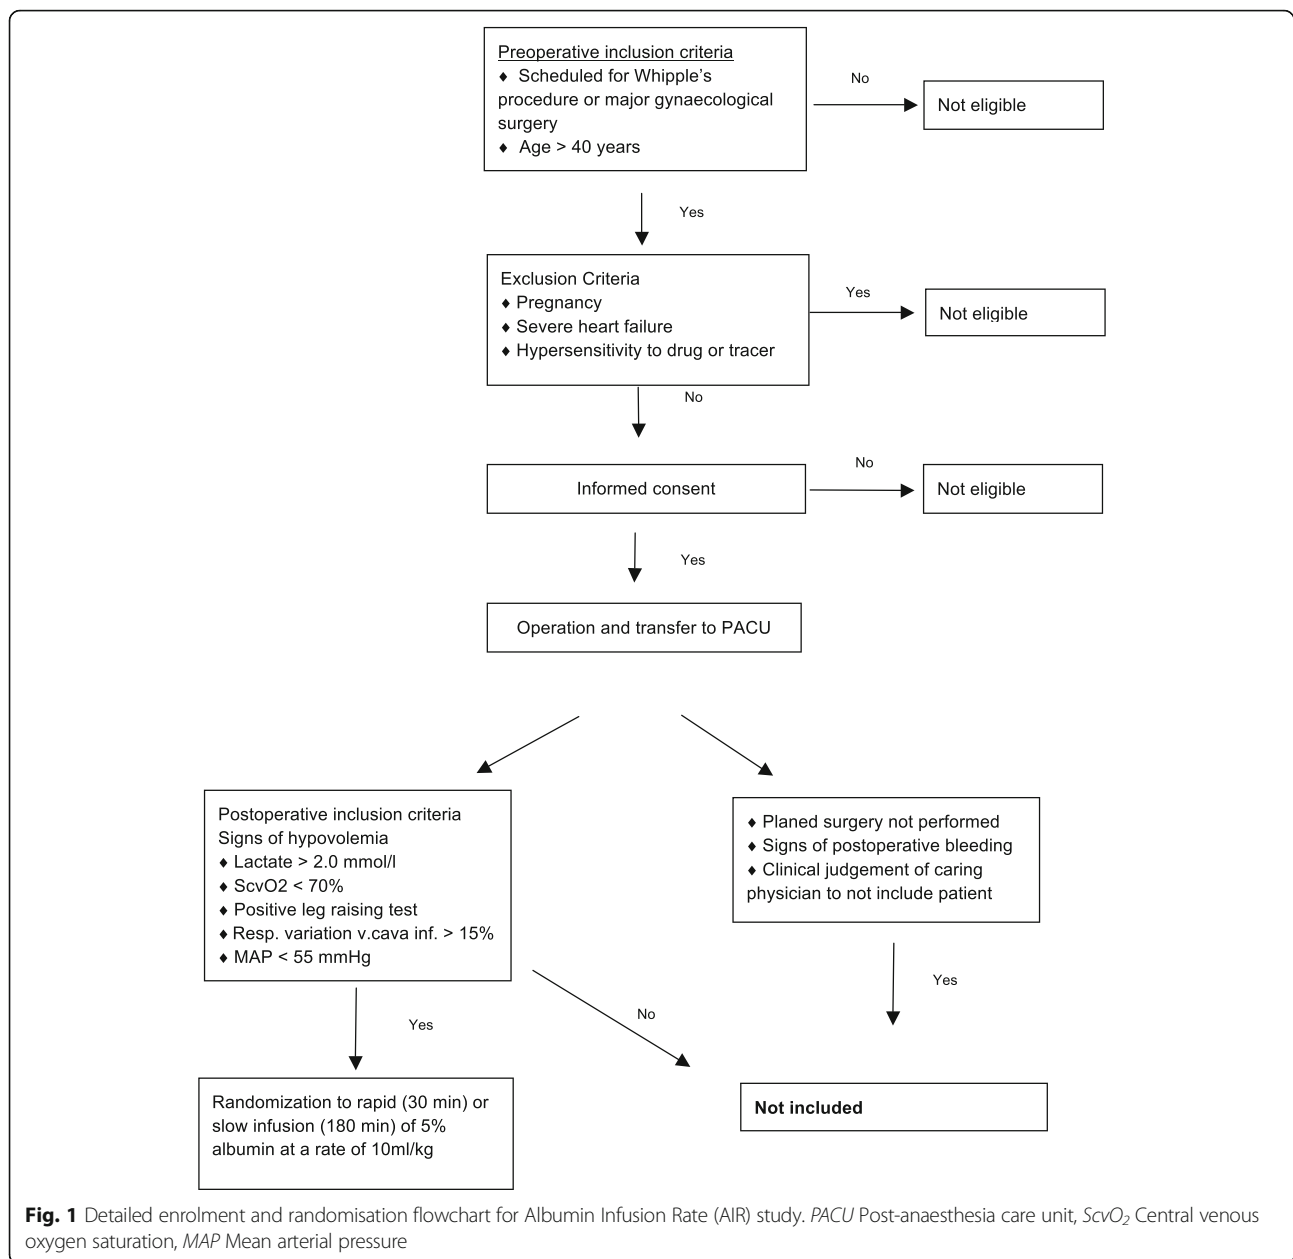 Preoperative inclusion criteria
♦ Scheduled for Whipple's
procedure or major gynaecological
surgery
♦ Age > 40 years
No
Not eligible
Yes
Exclusion Criteria
♦ Pregnancy
♦ Severe heart failure
♦ Hypersensitivity to drug or tracer
Yes
Not eligible
No
Informed consent
No
Not eligible
Yes
Operation and transfer to PACU
Postoperative inclusion criteria
Signs of hypovolemia
♦ Lactate > 2.0 mmol/l
♦ ScvO2 < 70%
♦ Positive leg raising test
♦ Resp. variation v.cava inf. > 15%
♦ MAP < 55 mmHg
♦ Planed surgery not performed
♦ Signs of postoperative bleeding
♦ Clinical judgement of caring
physician to not include patient
Yes
No
Yes
Randomization to rapid (30 min) or
slow infusion (180 min) of 5%
albumin at a rate of 10ml/kg
Not included
Fig. 1 Detailed enrolment and randomisation flowchart for Albumin Infusion Rate (AIR) study. PACU Post-anaesthesia care unit, ScvO₂ Central venous
oxygen saturation, MAP Mean arterial pressure